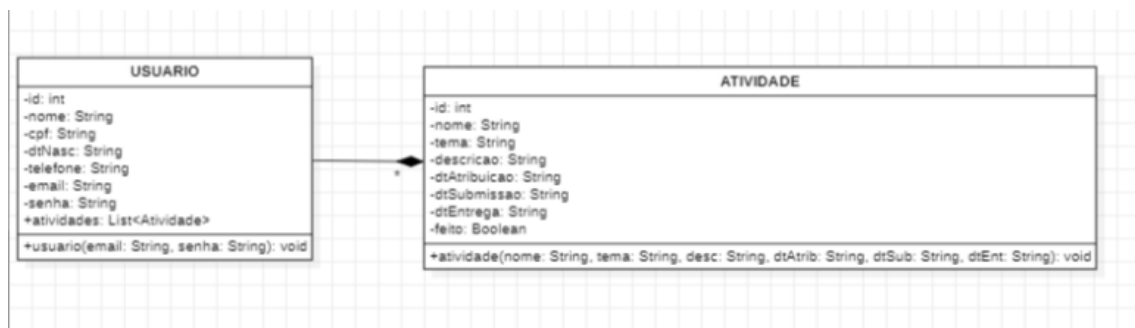 USUARIO
-id: int
-nome: String
-cpf: String
-dtNasc: String
-telefone: String
-email: String
-senha: String
+atividades: List<Atividade>
+usuario(email: String, senha: String): void
*
ATIVIDADE
-id: int
-nome: String
-tema: String
-descricao: String
-dtAtribuicao: String
-dtSubmissao: String
-dtEntrega: String
-feito: Boolean
+atividade(nome: String, tema: String, desc: String, dtAtrib: String, dtSub: String, dtEnt: String): void